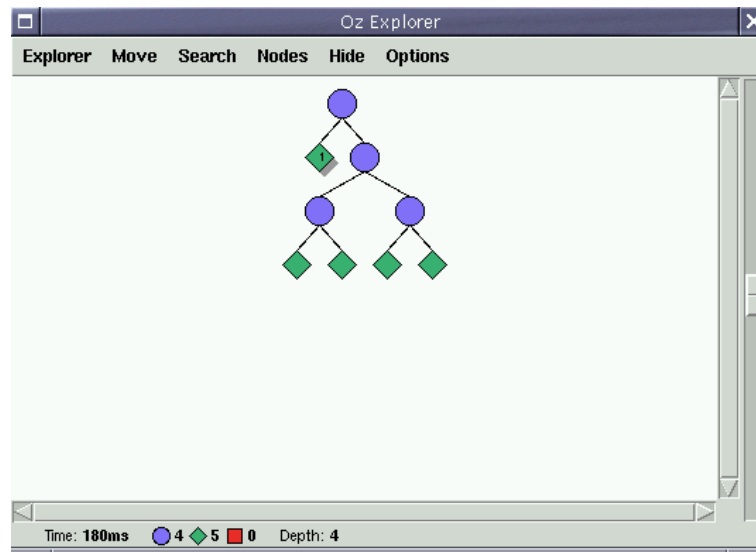 Oz Explorer
Explorer Move Search Nodes Hide Options
1
Time: 180ms 4 5 0 Depth: 4